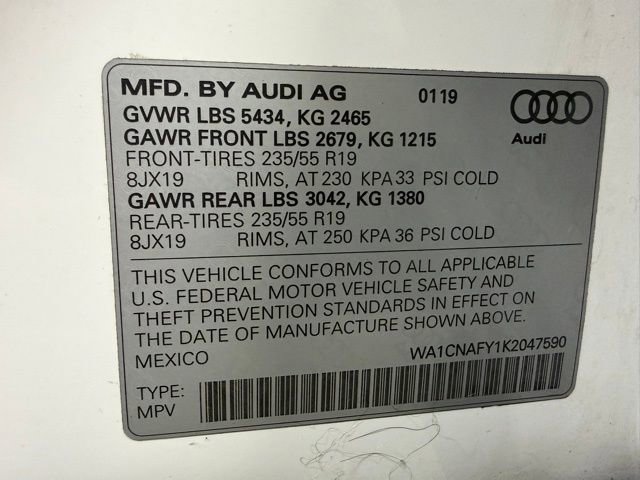 MFD. BY AUDI AG 0119
GVWR LBS 5434, KG 2465
GAWR FRONT LBS 2679, KG 1215
Audi
FRONT-TIRES 235/55 R19
8JX19 RIMS, AT 230 KPA 33 PSI COLD
GAWR REAR LBS 3042, KG 1380
REAR-TIRES 235/55 R19
8JX19 RIMS, AT 250 KPA 36 PSI COLD
THIS VEHICLE CONFORMS TO ALL APPLICABLE
U.S. FEDERAL MOTOR VEHICLE SAFETY AND
THEFT PREVENTION STANDARDS IN EFFECT ON
THE DATE OF MANUFACTURE SHOWN ABOVE.
MEXICO WA1CNAFY1K2047590
TYPE:
MPV